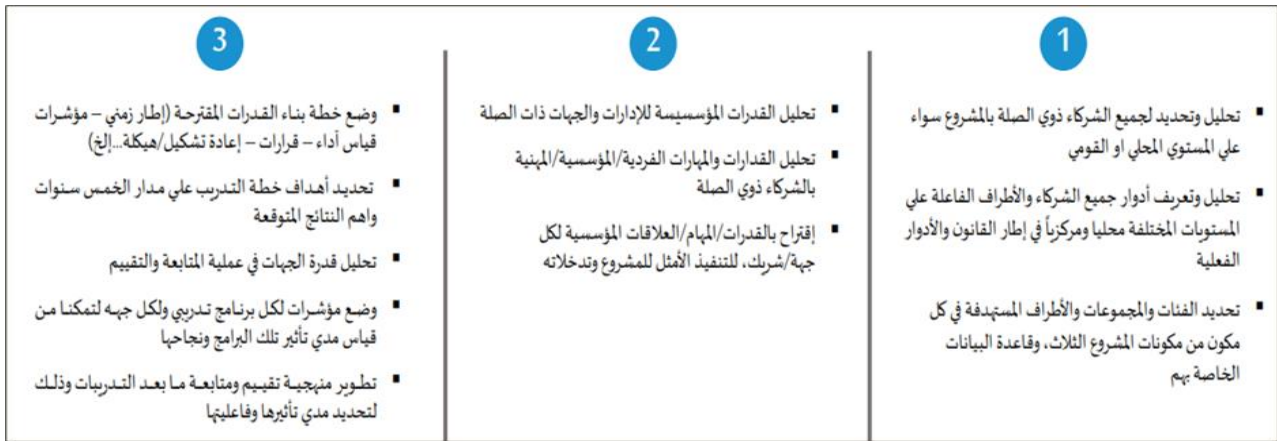 1
▪ تحليل وتحديد لجميع الشركاء ذوي الصلة بالمشروع سواء
علي المستوي المحلي او القومي
▪ تحليل وتعريف أدوار جميع الشركاء والأطراف الفاعلة علي
المستويات المختلفة محليا ومركزياً في إطار القانون والأدوار
الفعلية
▪ تحديد الفئات والمجموعات والأطراف المستهدفة في كل
مكون من مكونات المشروع الثلاث، وقاعدة البيانات
الخاصة بهم
2
▪ تحليل القدرات المؤسسيسة للإدارات والجهات ذات الصلة
▪ تحليل القدارات والمهارات الفردية/المؤسسية/المهنية
بالشركاء ذوي الصلة
▪ إقتراح بالقدرات/المهام/العلاقات المؤسسية لكل
جهة/شريك، للتنفيذ الأمثل للمشروع وتدخلاته
3
▪ وضع خطة بناء القدرات المقترحة (إطار زمني – مؤشرات
قياس أداء – قرارات – إعادة تشكيل/هيكلة...إلخ)
▪ تحديد أهداف خطة التدريب علي مدار الخمس سنوات
واهم النتائج المتوقعة
▪ تحليل قدرة الجهات في عملية المتابعة والتقييم
▪ وضع مؤشرات لكل برنامج تدريبي ولكل جهه لتمكنا من
قياس مدي تأثير تلك البرامج ونجاحها
▪ تطوير منهجية تقييم ومتابعة ما بعد التدريبات وذلك
لتحديد مدي تأثيرها وفاعليتها